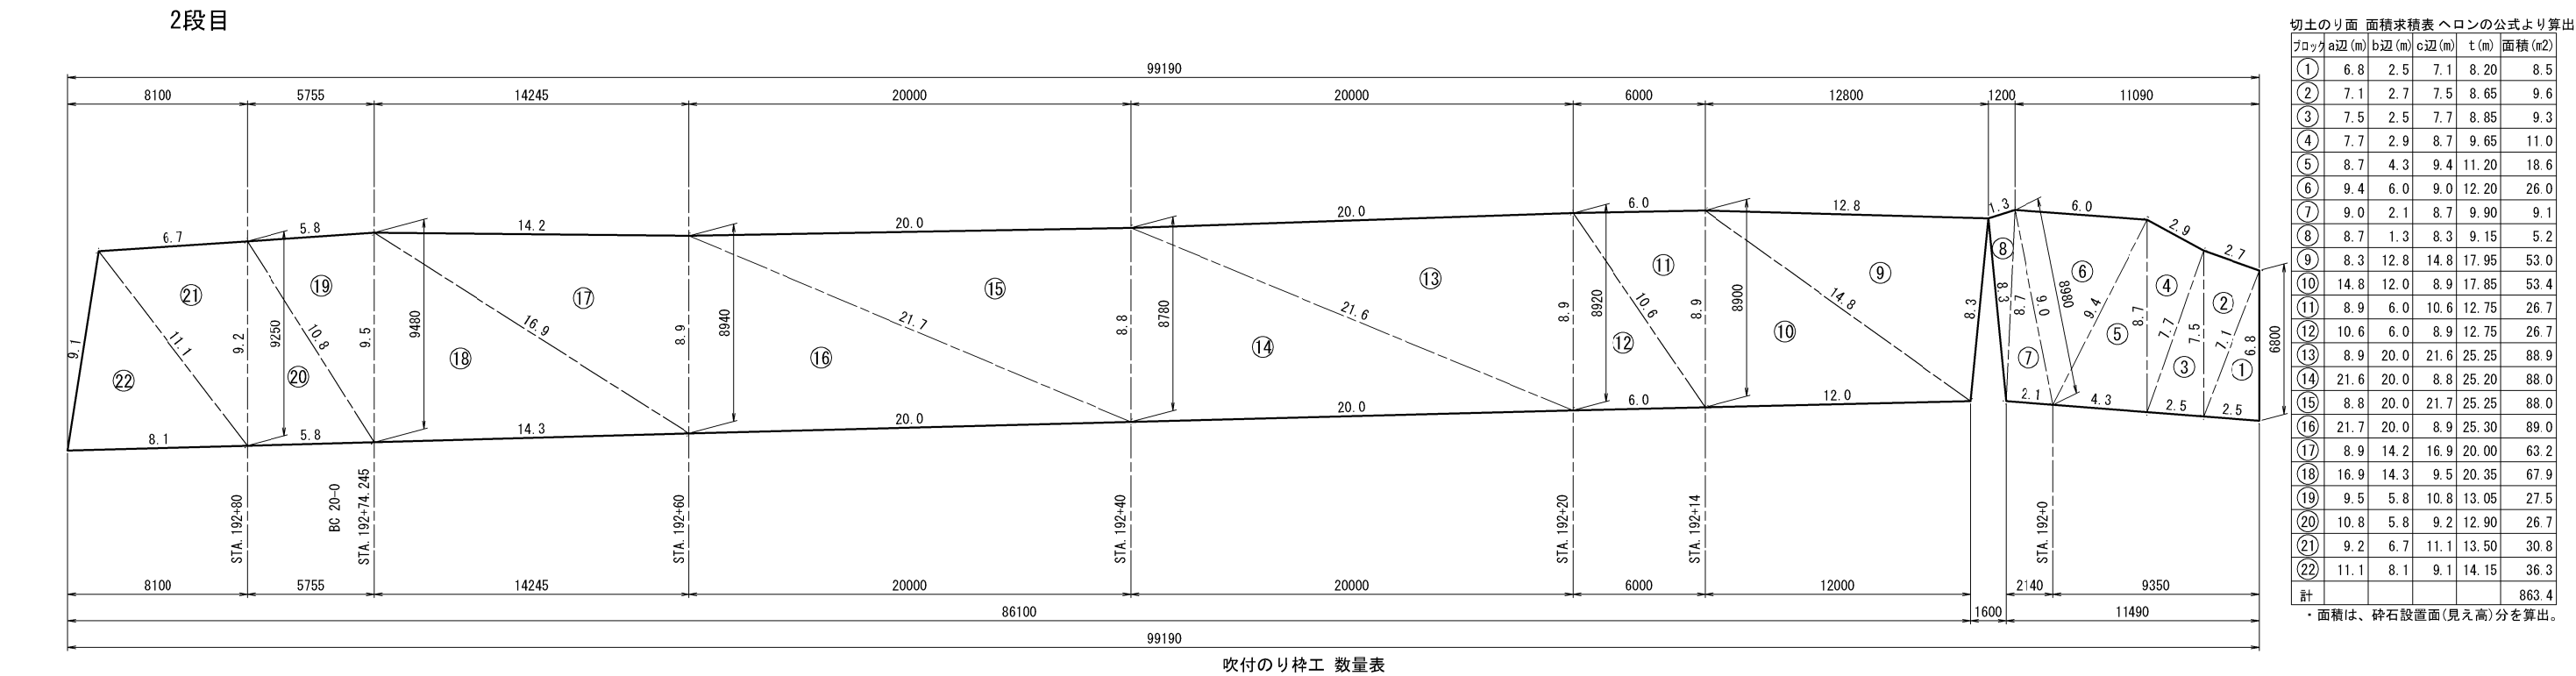 2段目
切土のり面 面積求積表 ヘロンの公式より算出
ブロック a辺(m) b辺(m) c辺(m) t(m) 面積(m2)
① 6.8 2.5 7.1 8.20 8.5
② 7.1 2.7 7.5 8.65 9.6
③ 7.5 2.5 7.7 8.85 9.3
④ 7.7 2.9 8.7 9.65 11.0
⑤ 8.7 4.3 9.4 11.20 18.6
⑥ 9.4 6.0 9.0 12.20 26.0
⑦ 9.0 2.1 8.7 9.90 9.1
⑧ 8.7 1.3 8.3 9.15 5.2
⑨ 8.3 12.8 14.8 17.95 53.0
⑩ 14.8 12.0 8.9 17.85 53.4
⑪ 8.9 6.0 10.6 12.75 26.7
⑫ 10.6 6.0 8.9 12.75 26.7
⑬ 8.9 20.0 21.6 25.25 88.9
⑭ 21.6 20.0 8.8 25.20 88.0
⑮ 8.8 20.0 21.7 25.25 88.0
⑯ 21.7 20.0 8.9 25.30 89.0
⑰ 8.9 14.2 16.9 20.00 63.2
⑱ 16.9 14.3 9.5 20.35 67.9
⑲ 9.5 5.8 10.8 13.05 27.5
⑳ 10.8 5.8 9.2 12.90 26.7
㉑ 9.2 6.7 11.1 13.50 30.8
㉒ 11.1 8.1 9.1 14.15 36.3
計 863.4
・面積は、砕石設置面(見え高)分を算出。
99190
8100 5755 14245 20000 20000 6000 12800 1200 11090
6.7 5.8 14.2 20.0 20.0 6.0 12.8 1.3 6.0 2.9 2.7
㉑ ⑲ ⑰ ⑮ ⑬ ⑪ ⑨ ⑧ ⑥ ④ ②
9.1 11.1 9.2 9250 10.8 9.5 9480 16.9 8.9 8940 21.7 8.8 8780 21.6 8.9 8920 10.6 8.9 8900 14.8 8.3 8.3 8.7 9.0 8980 9.4 8.7 7.7 7.5 7.1 6.8 6800
㉒ ⑳ ⑱ ⑯ ⑭ ⑫ ⑩ ⑦ ⑤ ③ ①
8.1 5.8 14.3 20.0 20.0 6.0 12.0 2.1 4.3 2.5 2.5
STA.192+80
BC 20-0
STA.192+74.245
STA.192+60
STA.192+40
STA.192+20
STA.192+14
STA.192+0
8100 5755 14245 20000 20000 6000 12000 2140 9350
86100 1600 11490
99190
吹付のり枠工 数量表